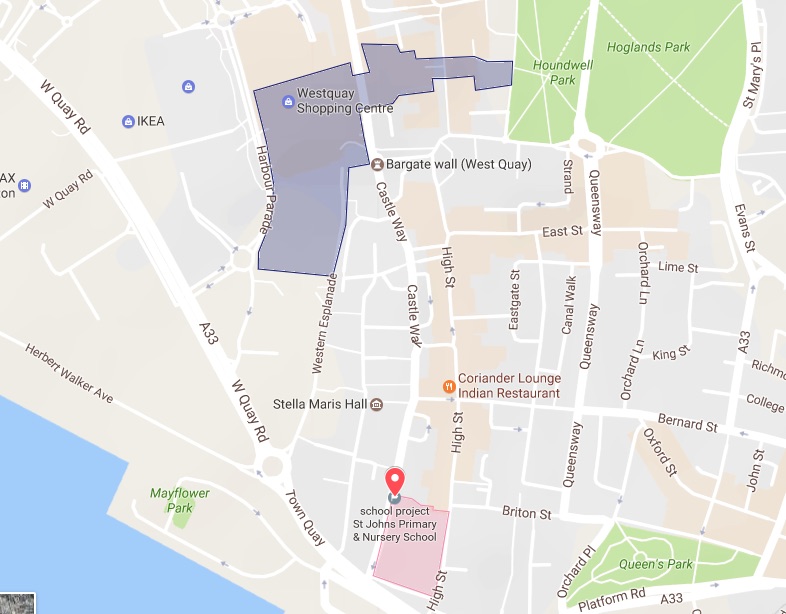 Hoglands Park
Houndwell
Park
St Mary's Pl
W Quay Rd
Westquay
Shopping Centre
IKEA
AX
ton
W Quay Rd
Harbour Parade
Bargate wall (West Quay)
Castle Way
Strand
Queensway
East St
Evans St
High St
Lime St
Orchard Ln
Eastgate St
Canal Walk
Western Esplanade
Castle Wa
Queensway
A33
A33
King St
Orchard Ln
Richmo
Herbert Walker Ave
W Quay Rd
Coriander Lounge
Indian Restaurant
College
Stella Maris Hall
High St
Bernard St
Queensway
Oxford St
John St
Mayflower
Park
Town Quay
school project
St Johns Primary
& Nursery School
Briton St
Orchard Pl
Queen's Park
High St
Platform Rd
A33